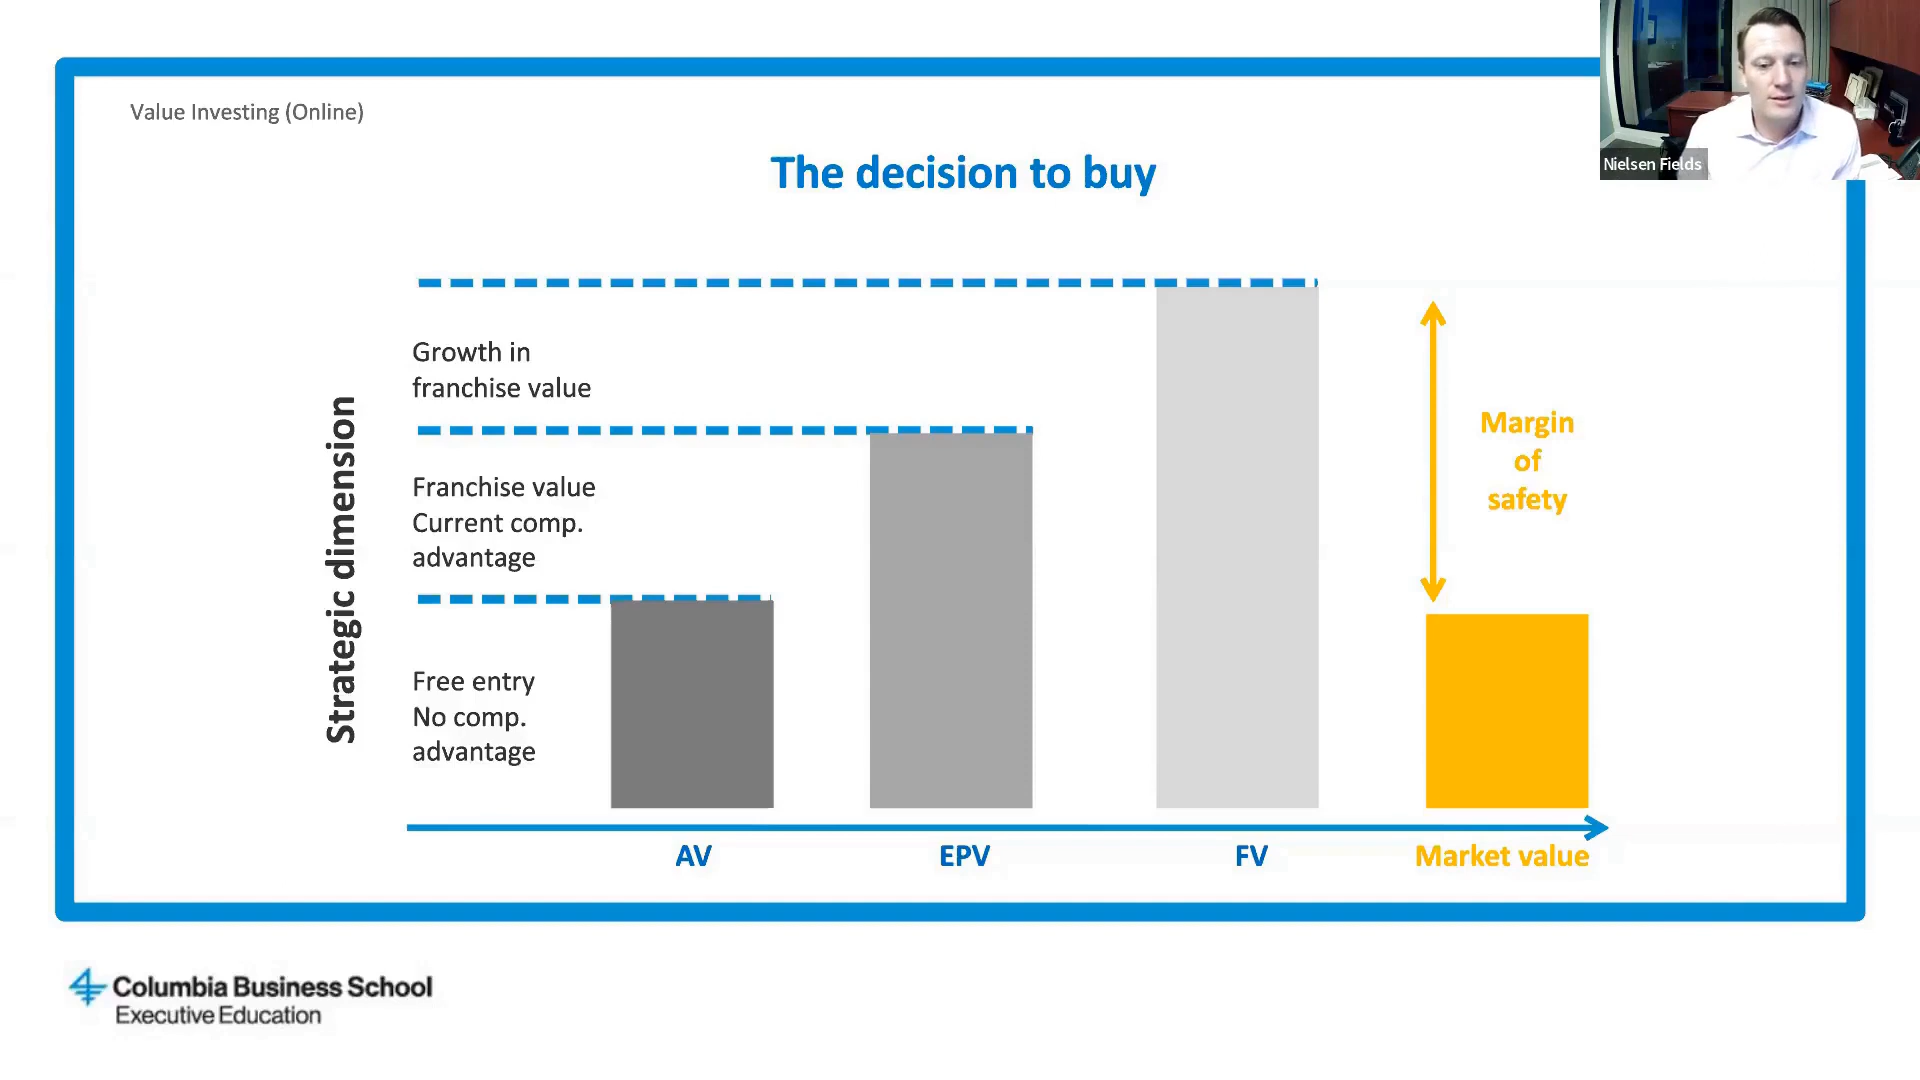 Value Investing (Online)
Nielsen Fields
The decision to buy
Strategic dimension
Growth in
franchise value
Franchise value
Current comp.
advantage
Free entry
No comp.
advantage
Margin
of
safety
AV
EPV
FV
Market value
Columbia Business School
Executive Education